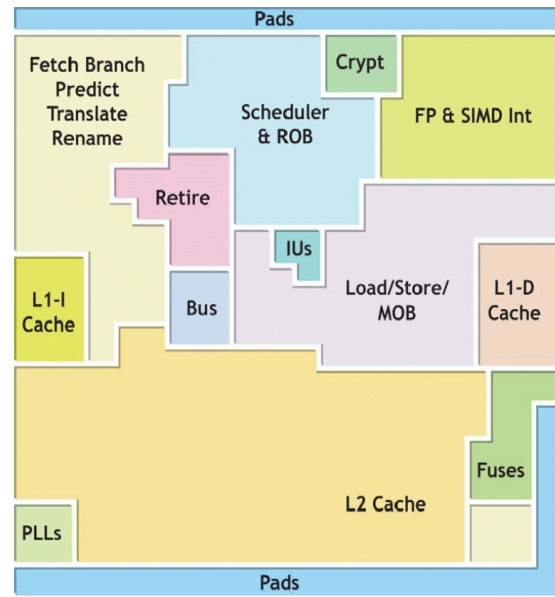 Pads
Fetch Branch
Predict
Translate
Rename
Scheduler
& ROB
Crypt
FP & SIMD Int
Retire
IUs
L1-I
Cache
Bus
Load/Store/
MOB
L1-D
Cache
Fuses
L2 Cache
PLLs
Pads